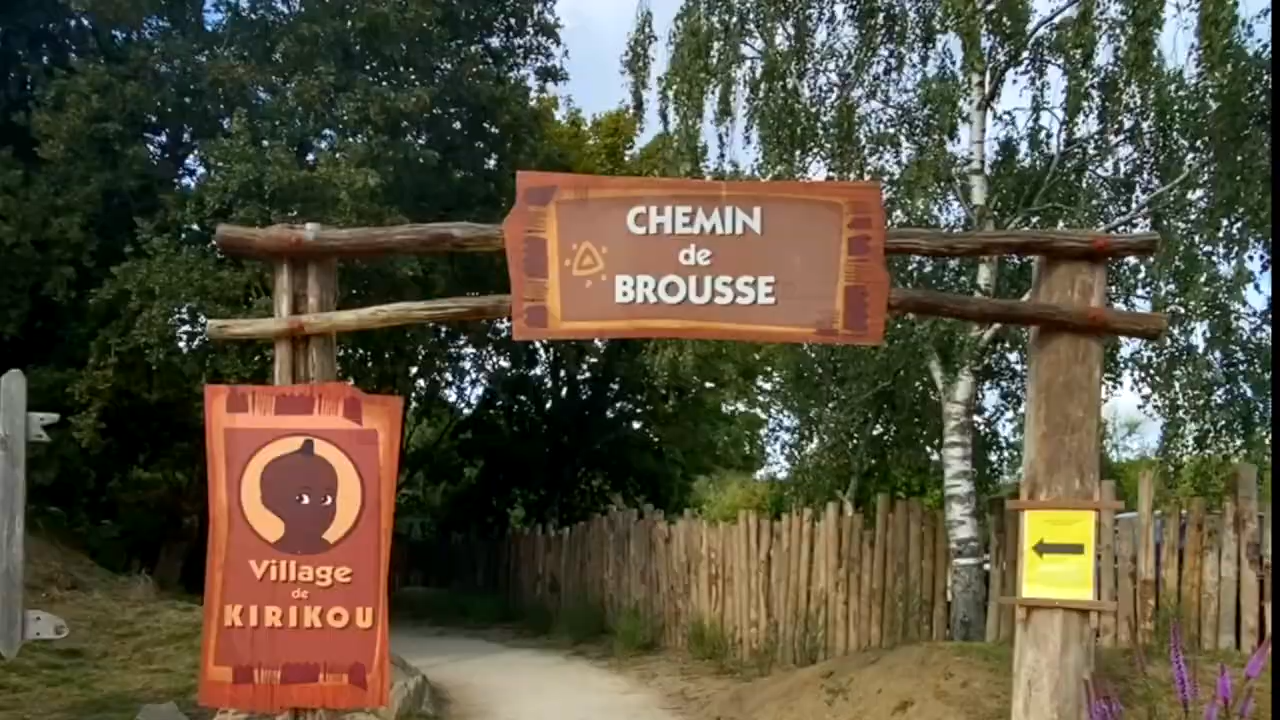 CHEMIN
de
BROUSSE
Village
de
KIRIKOU